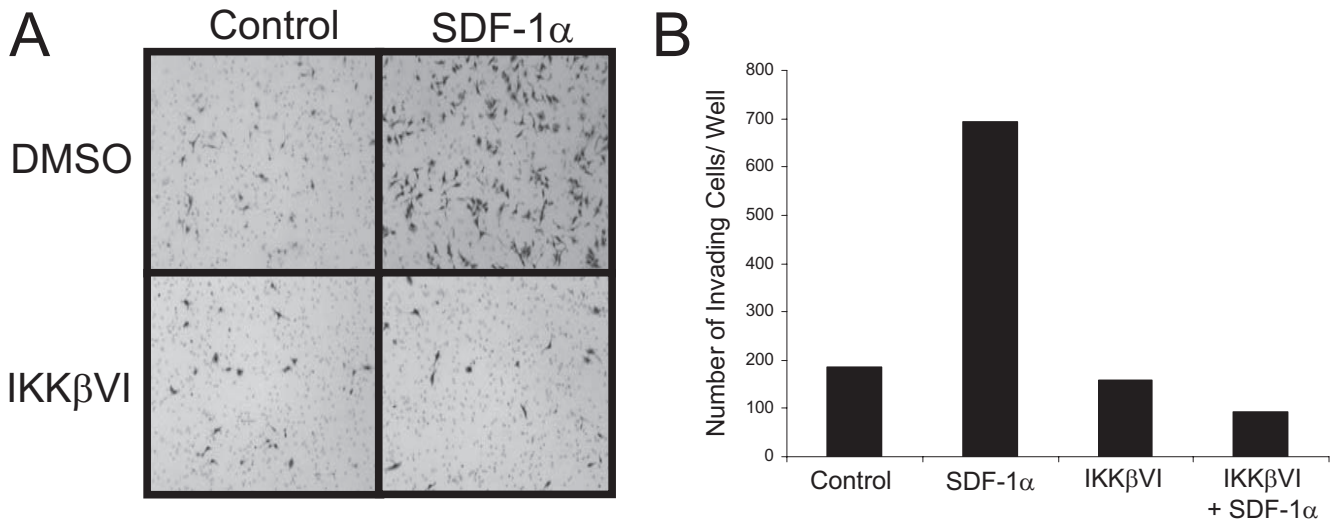 A
Control
SDF-1α
DMSO
IKKβVI
B
Number of Invading Cells/ Well
800
700
600
500
400
300
200
100
0
Control
SDF-1α
IKKβVI
IKKβVI
+ SDF-1α